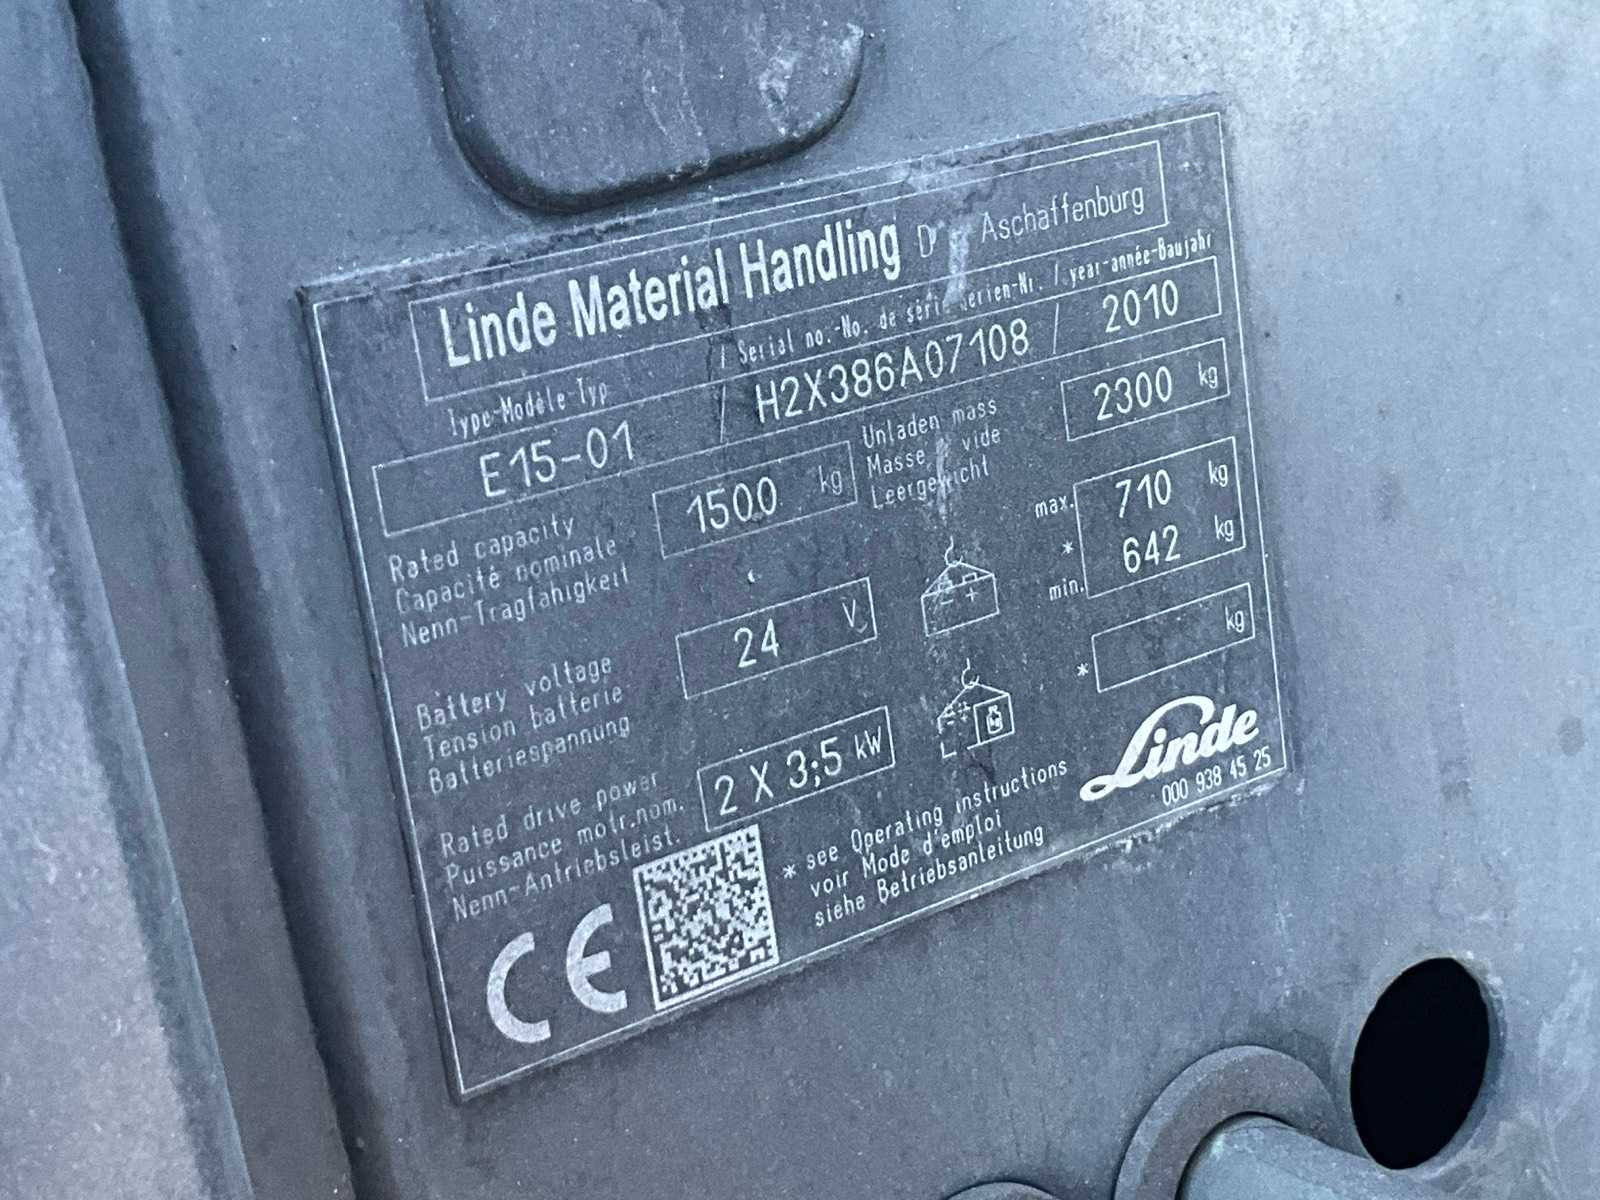 Linde Material Handling D Aschaffenburg
Type-Modèle-Typ / Serial no.-No. de série Serien-Nr. / year-année-Baujahr
E15-01 / H2X386A07108 / 2010
Rated capacity
Capacité nominale
Nenn-Tragfähigkeit
1500 kg
Unladen mass
Masse vide
Leergewicht
2300 kg
Battery voltage
Tension batterie
Batteriespannung
24 V
max. 710 kg
*
min. 642 kg
* kg
Rated drive power
Puissance motr.nom.
Nenn-Antriebsleist.
2 X 3;5 kW
* see Operating instructions
voir Mode d'emploi
siehe Betriebsanleitung
Linde
000 938 45 25
CE